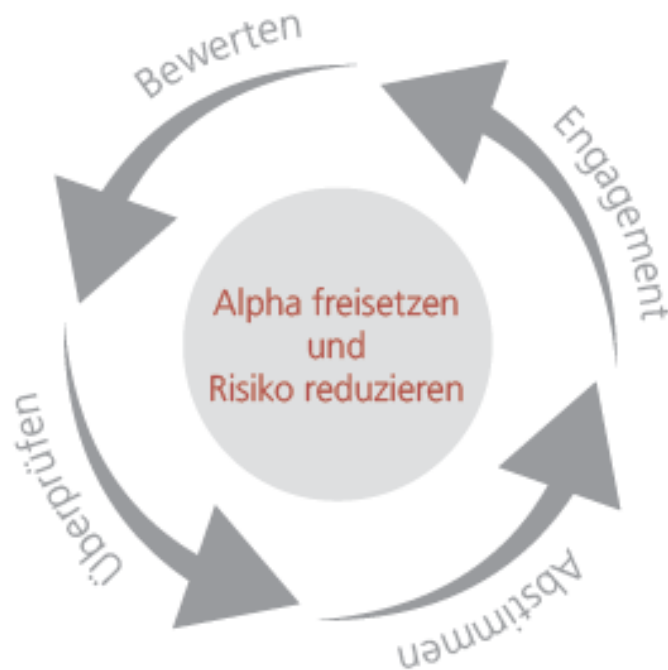 Bewerten
Engagement
Alpha freisetzen
und
Risiko reduzieren
Überprüfen
Abstimmen